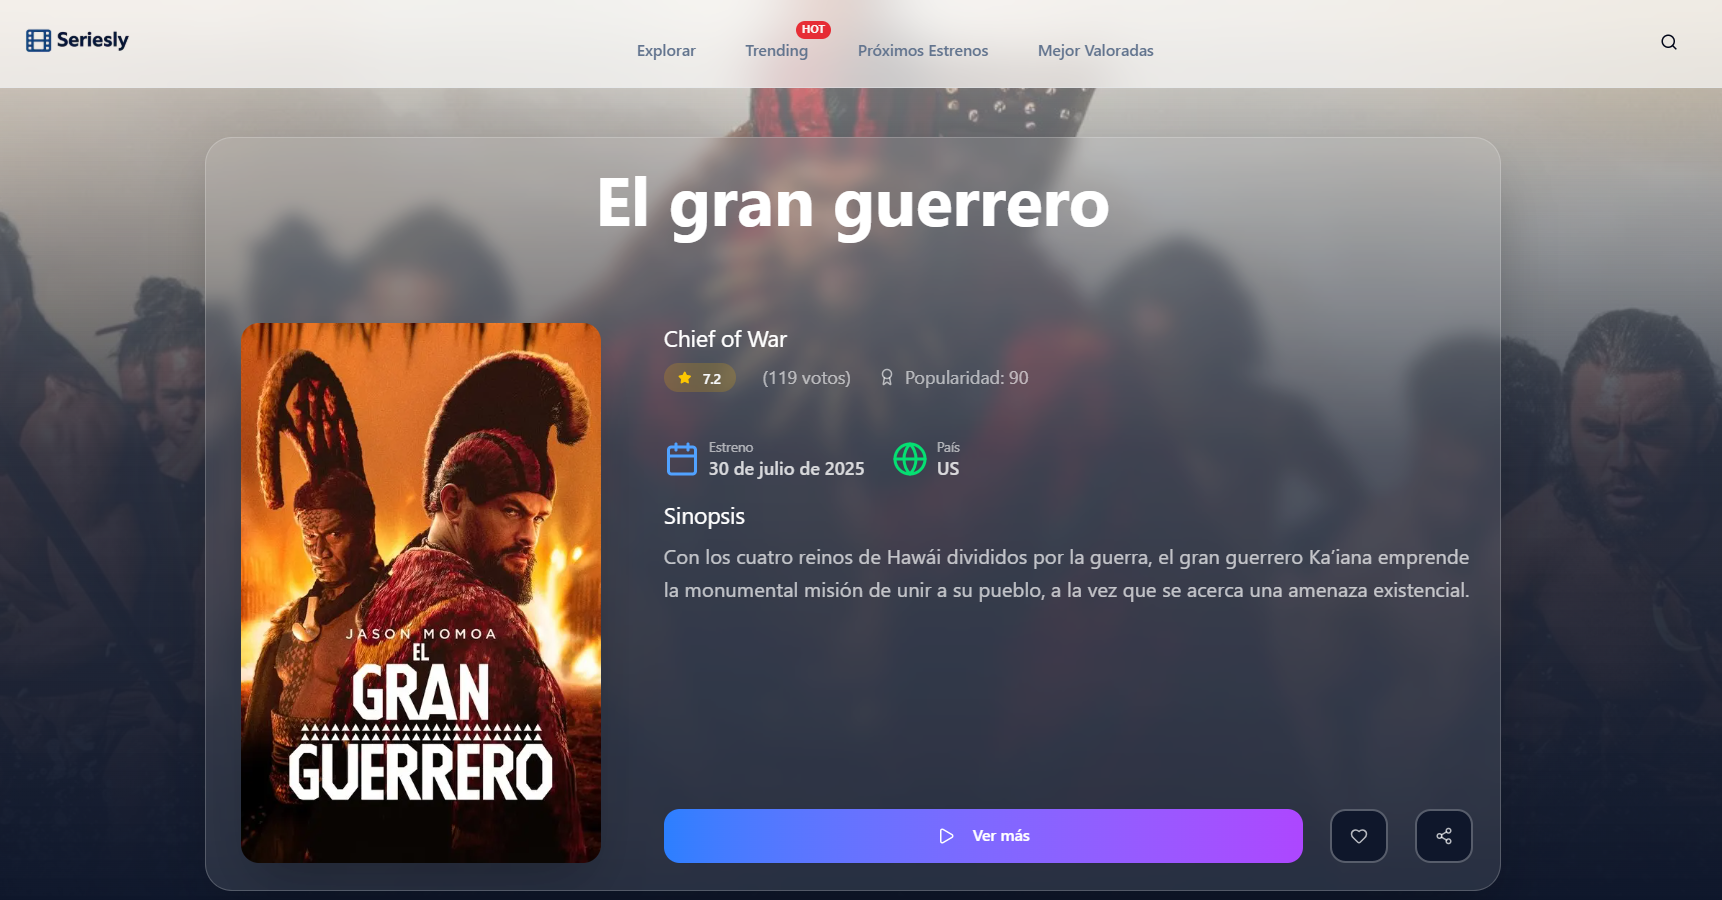 Seriesly
Explorar
Trending
HOT
Próximos Estrenos
Mejor Valoradas
El gran guerrero
JASON MOMOA
EL
GRAN
GUERRERO
Chief of War
7.2
(119 votos)
Popularidad: 90
Estreno
30 de julio de 2025
País
US
Sinopsis
Con los cuatro reinos de Hawái divididos por la guerra, el gran guerrero Ka’iana emprende
la monumental misión de unir a su pueblo, a la vez que se acerca una amenaza existencial.
Ver más